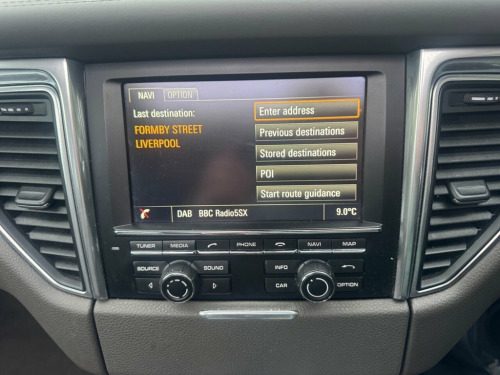 NAVI OPTION
Last destination:
FORMBY STREET
LIVERPOOL
Enter address
Previous destinations
Stored destinations
POI
Start route guidance
DAB BBC Radio5SX 9.0°C
TUNER MEDIA PHONE NAVI MAP
SOURCE SOUND INFO
CAR OPTION